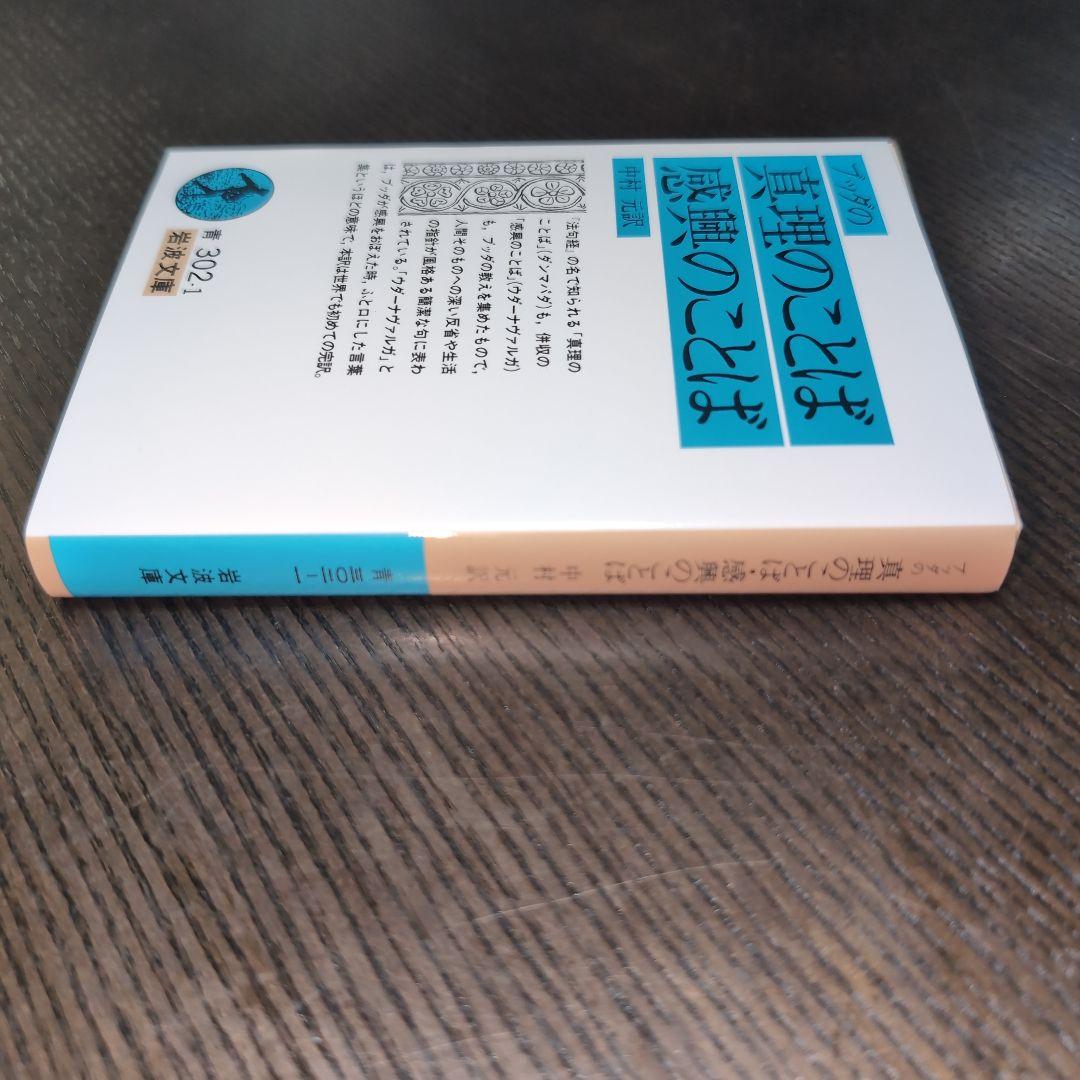 ブッダの
真理のことば
感興のことば
中村 元訳
『法句経』の名で知られる「真理の
ことば」(ダンマパダ)も,併収の
「感興のことば」(ウダーナヴァルガ)
も,ブッダの教えを集めたもので,
人間そのものへの深い反省や生活
の指針が風格ある簡潔な句に表わ
されている。「ウダーナヴァルガ」と
は,ブッダが感興をおぼえた時,ふと口にした言葉
集というほどの意味で,本訳は世界でも初めての完訳。
青 302-1
岩波文庫
ブッダの 真理のことば・感興のことば 中村 元訳 青 三〇二-一 岩波文庫